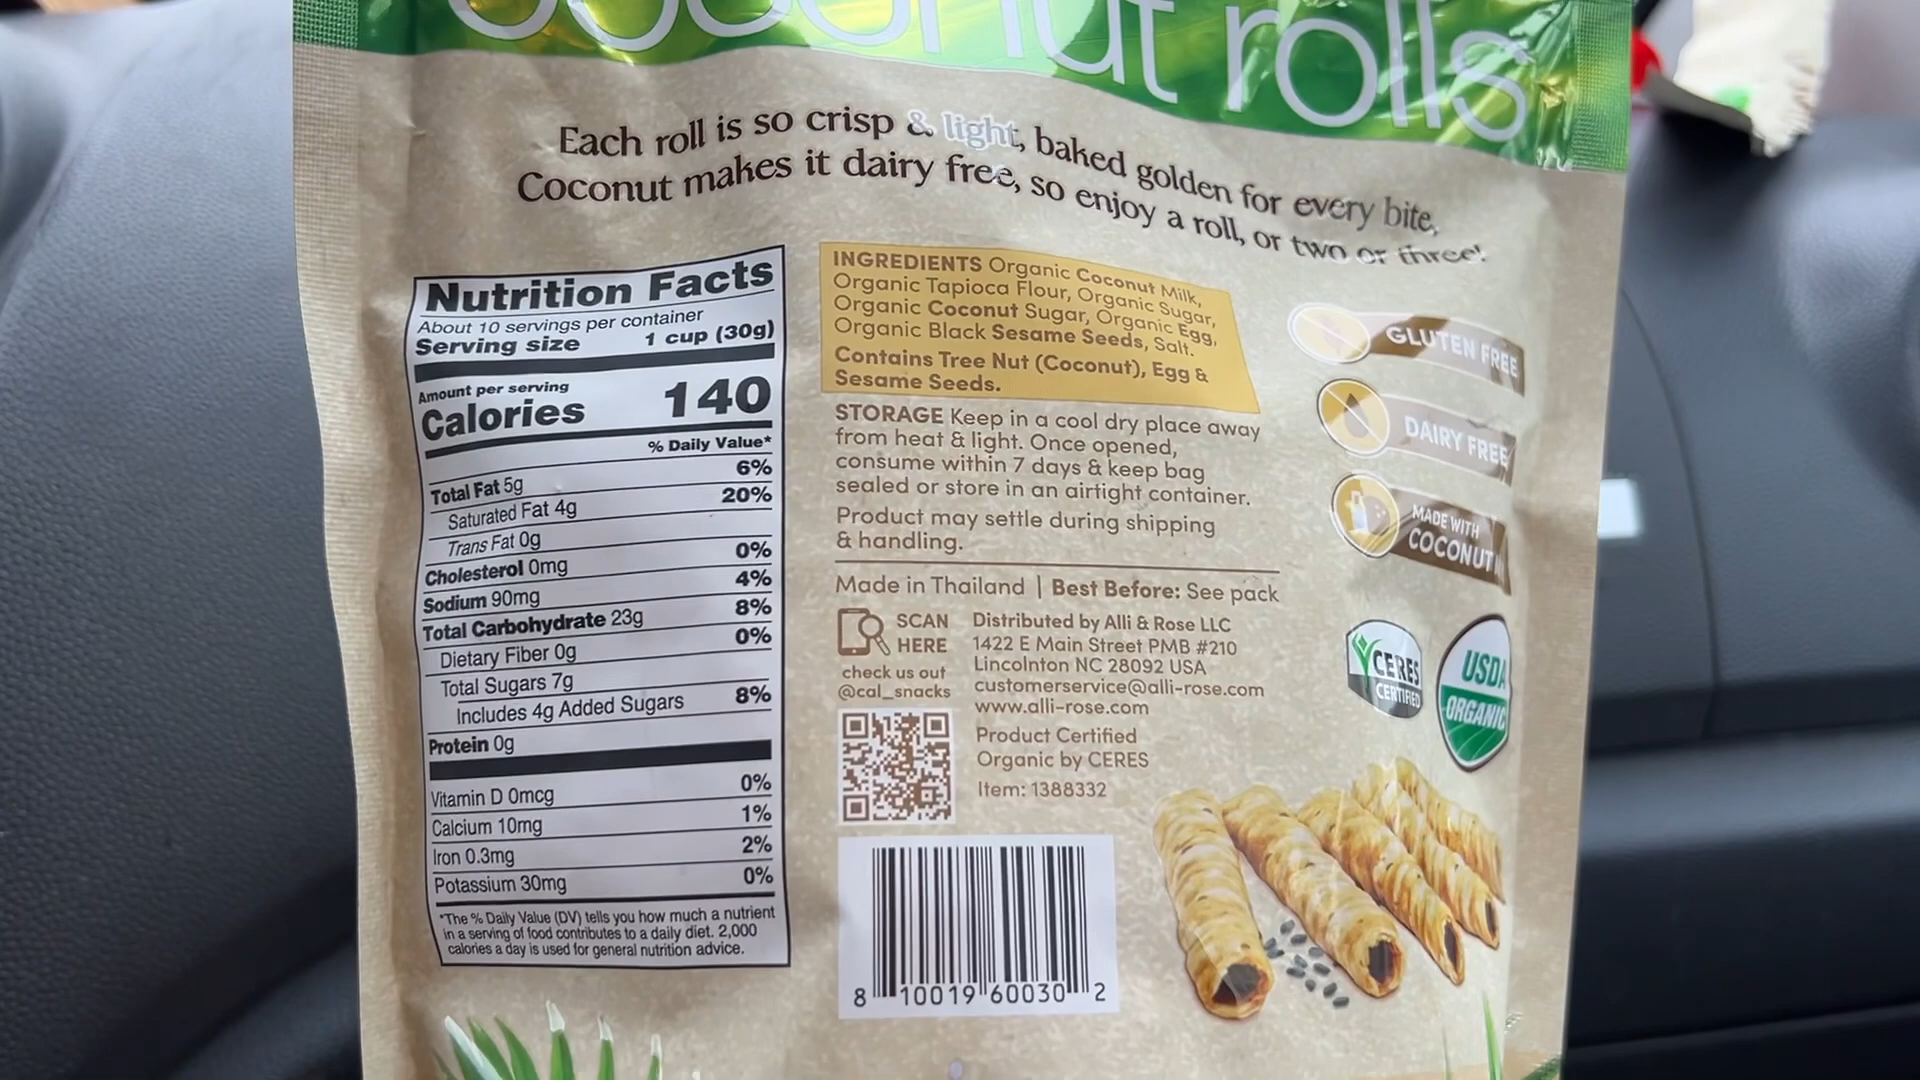 coconut rolls
Each roll is so crisp & light, baked golden for every bite,
Coconut makes it dairy free, so enjoy a roll, or two or three!
Nutrition Facts
About 10 servings per container
Serving size 1 cup (30g)
Amount per serving
Calories 140
% Daily Value*
Total Fat 5g 6%
Saturated Fat 4g 20%
Trans Fat 0g
Cholesterol 0mg 0%
Sodium 90mg 4%
Total Carbohydrate 23g 8%
Dietary Fiber 0g 0%
Total Sugars 7g
Includes 4g Added Sugars 8%
Protein 0g
Vitamin D 0mcg 0%
Calcium 10mg 1%
Iron 0.3mg 2%
Potassium 30mg 0%
*The % Daily Value (DV) tells you how much a nutrient
in a serving of food contributes to a daily diet. 2,000
calories a day is used for general nutrition advice.
INGREDIENTS Organic Coconut Milk,
Organic Tapioca Flour, Organic Sugar,
Organic Coconut Sugar, Organic Egg,
Organic Black Sesame Seeds, Salt.
Contains Tree Nut (Coconut), Egg &
Sesame Seeds.
STORAGE Keep in a cool dry place away
from heat & light. Once opened,
consume within 7 days & keep bag
sealed or store in an airtight container.
Product may settle during shipping
& handling.
Made in Thailand | Best Before: See pack
SCAN
HERE
check us out
@cal_snacks
Distributed by Alli & Rose LLC
1422 E Main Street PMB #210
Lincolnton NC 28092 USA
customerservice@alli-rose.com
www.alli-rose.com
Product Certified
Organic by CERES
Item: 1388332
8 10019 60030 2
GLUTEN FREE
DAIRY FREE
MADE WITH
COCONUT
CERES
CERTIFIED
USDA
ORGANIC